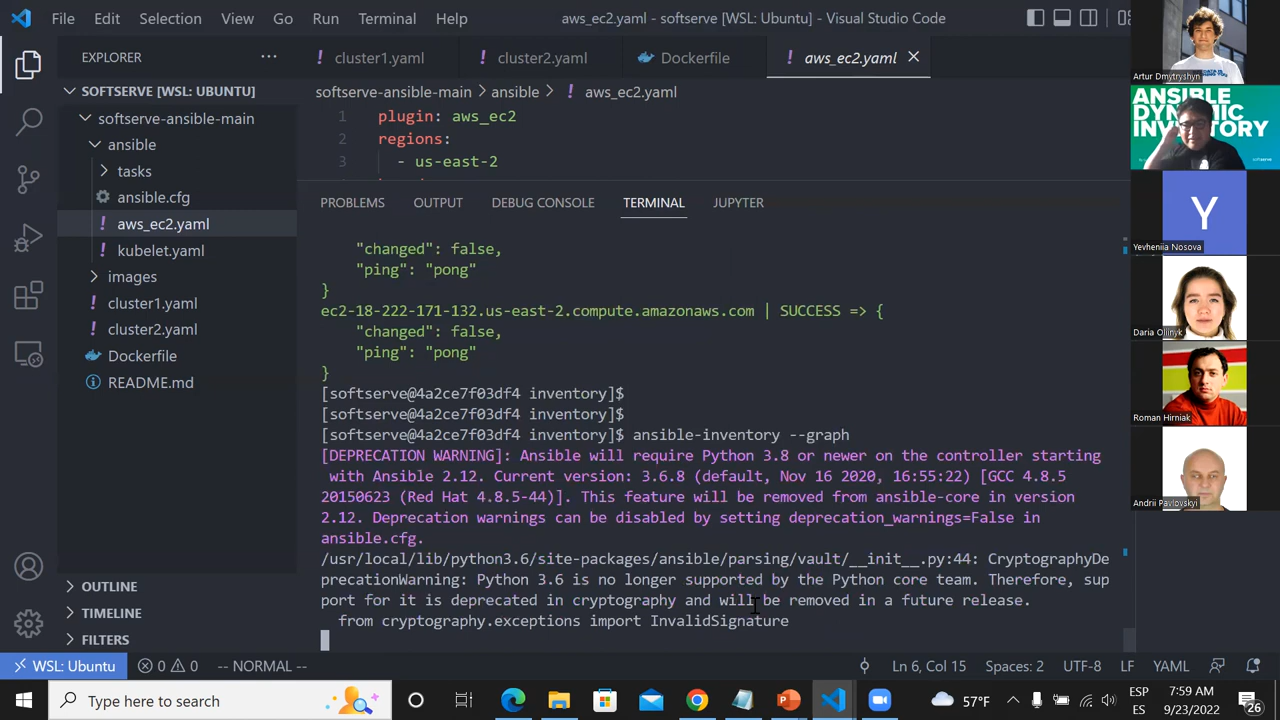 File Edit Selection View Go Run Terminal Help
aws_ec2.yaml - softserve [WSL: Ubuntu] - Visual Studio Code
EXPLORER
SOFTSERVE [WSL: UBUNTU]
softserve-ansible-main
ansible
tasks
ansible.cfg
aws_ec2.yaml
kubelet.yaml
images
cluster1.yaml
cluster2.yaml
Dockerfile
README.md
OUTLINE
TIMELINE
FILTERS
cluster1.yaml cluster2.yaml Dockerfile aws_ec2.yaml
softserve-ansible-main > ansible > aws_ec2.yaml
1 plugin: aws_ec2
2 regions:
3 - us-east-2
PROBLEMS OUTPUT DEBUG CONSOLE TERMINAL JUPYTER
"changed": false,
"ping": "pong"
}
ec2-18-222-171-132.us-east-2.compute.amazonaws.com | SUCCESS => {
"changed": false,
"ping": "pong"
}
[softserve@4a2ce7f03df4 inventory]$
[softserve@4a2ce7f03df4 inventory]$
[softserve@4a2ce7f03df4 inventory]$ ansible-inventory --graph
[DEPRECATION WARNING]: Ansible will require Python 3.8 or newer on the controller starting
with Ansible 2.12. Current version: 3.6.8 (default, Nov 16 2020, 16:55:22) [GCC 4.8.5
20150623 (Red Hat 4.8.5-44)]. This feature will be removed from ansible-core in version
2.12. Deprecation warnings can be disabled by setting deprecation_warnings=False in
ansible.cfg.
/usr/local/lib/python3.6/site-packages/ansible/parsing/vault/__init__.py:44: CryptographyDe
precationWarning: Python 3.6 is no longer supported by the Python core team. Therefore, sup
port for it is deprecated in cryptography and will be removed in a future release.
from cryptography.exceptions import InvalidSignature
WSL: Ubuntu 0 0 -- NORMAL -- Ln 6, Col 15 Spaces: 2 UTF-8 LF YAML
Type here to search
57°F
ESP
ES
7:59 AM
9/23/2022
26
Artur Dmytryshyn
ANSIBLE
DYNAMIC
INVENTORY
softserve
Y
Yevheniia Nosova
Daria Oliinyk
Roman Hirniak
Andrii Pavlovskyi